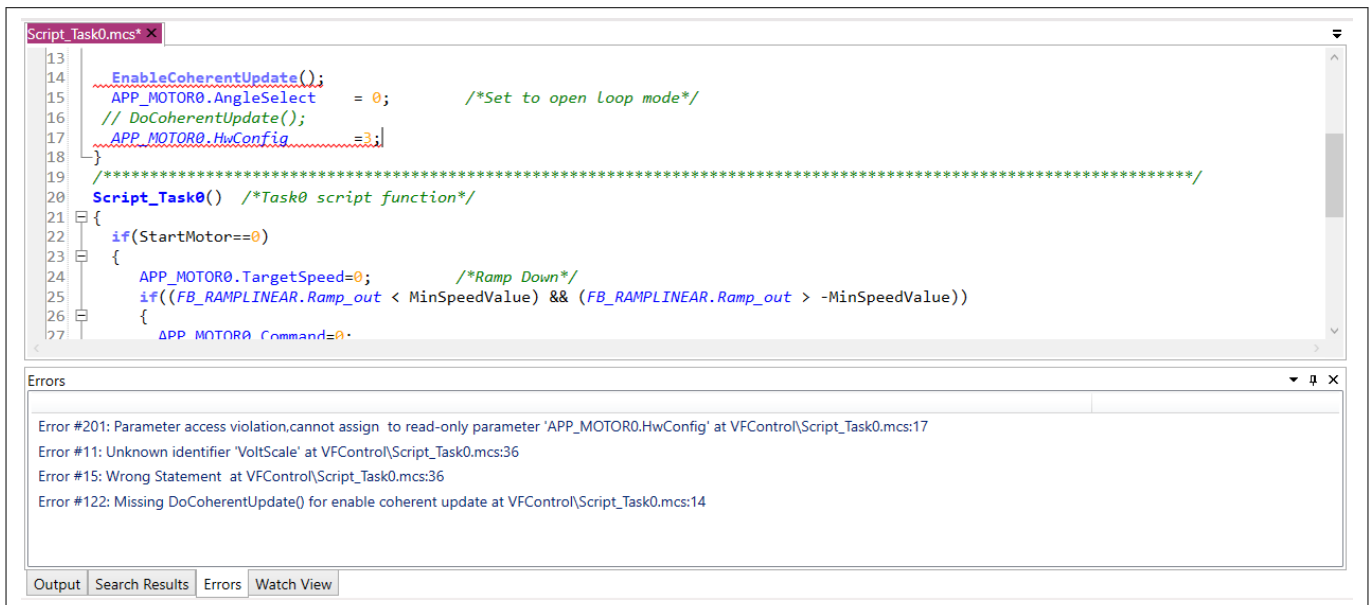 Script_Task0.mcs* X
13
14 EnableCoherentUpdate();
15 APP_MOTOR0.AngleSelect = 0; /*Set to open loop mode*/
16 // DoCoherentUpdate();
17 APP_MOTOR0.HwConfig =3;
18 }
19 /*********************************************************************************************************************/
20 Script_Task0() /*Task0 script function*/
21 {
22 if(StartMotor==0)
23 {
24 APP_MOTOR0.TargetSpeed=0; /*Ramp Down*/
25 if((FB_RAMPLINEAR.Ramp_out < MinSpeedValue) && (FB_RAMPLINEAR.Ramp_out > -MinSpeedValue))
26 {
27 APP_MOTOR0.Command=0;
Errors
Error #201: Parameter access violation,cannot assign to read-only parameter 'APP_MOTOR0.HwConfig' at VFControl\Script_Task0.mcs:17
Error #11: Unknown identifier 'VoltScale' at VFControl\Script_Task0.mcs:36
Error #15: Wrong Statement at VFControl\Script_Task0.mcs:36
Error #122: Missing DoCoherentUpdate() for enable coherent update at VFControl\Script_Task0.mcs:14
Output Search Results Errors Watch View